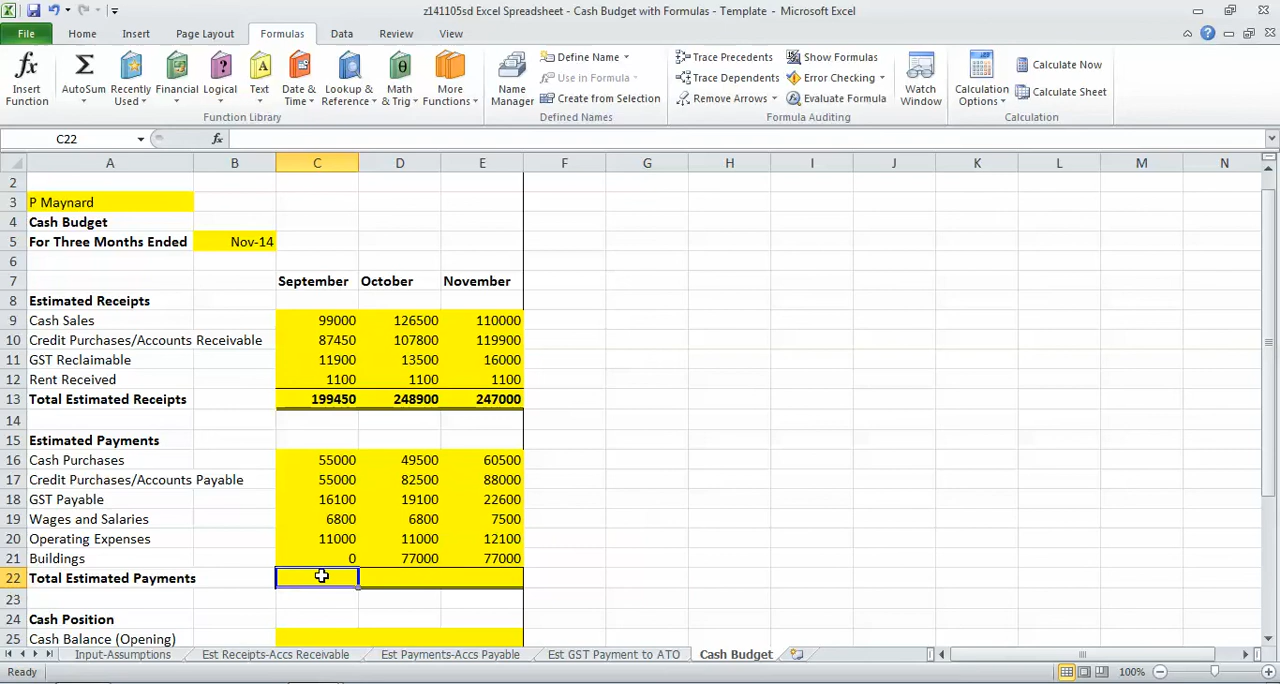 z141105sd Excel Spreadsheet - Cash Budget with Formulas - Template - Microsoft Excel
File Home Insert Page Layout Formulas Data Review View
fx Σ ? A θ
Insert Function AutoSum Recently Used Financial Logical Text Date & Time Lookup & Reference Math & Trig More Functions
Function Library
Name Manager
Define Name
Use in Formula
Create from Selection
Defined Names
Trace Precedents Show Formulas
Trace Dependents Error Checking
Remove Arrows Evaluate Formula
Formula Auditing
Watch Window
Calculation Options
Calculate Now
Calculate Sheet
Calculation
C22 fx
A B C D E F G H I J K L M N
2
3 P Maynard
4 Cash Budget
5 For Three Months Ended Nov-14
6
7 September October November
8 Estimated Receipts
9 Cash Sales 99000 126500 110000
10 Credit Purchases/Accounts Receivable 87450 107800 119900
11 GST Reclaimable 11900 13500 16000
12 Rent Received 1100 1100 1100
13 Total Estimated Receipts 199450 248900 247000
14
15 Estimated Payments
16 Cash Purchases 55000 49500 60500
17 Credit Purchases/Accounts Payable 55000 82500 88000
18 GST Payable 16100 19100 22600
19 Wages and Salaries 6800 6800 7500
20 Operating Expenses 11000 11000 12100
21 Buildings 0 77000 77000
22 Total Estimated Payments
23
24 Cash Position
25 Cash Balance (Opening)
Input-Assumptions Est Receipts-Accs Receivable Est Payments-Accs Payable Est GST Payment to ATO Cash Budget
Ready 100%